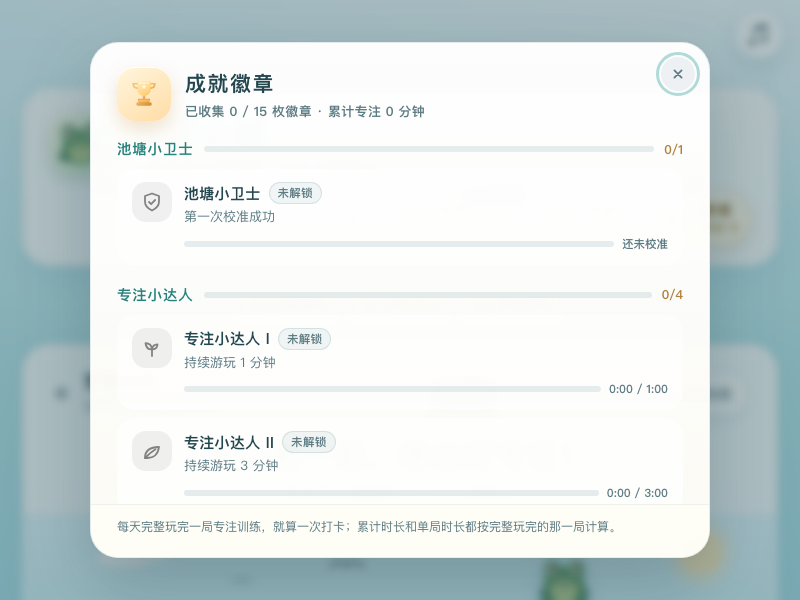 成就徽章
已收集 0 / 15 枚徽章 · 累计专注 0 分钟
池塘小卫士 0/1
池塘小卫士 未解锁
第一次校准成功
还未校准
专注小达人 0/4
专注小达人 I 未解锁
持续游玩 1 分钟
0:00 / 1:00
专注小达人 II 未解锁
持续游玩 3 分钟
0:00 / 3:00
每天完整玩完一局专注训练，就算一次打卡；累计时长和单局时长都按完整玩完的那一局计算。